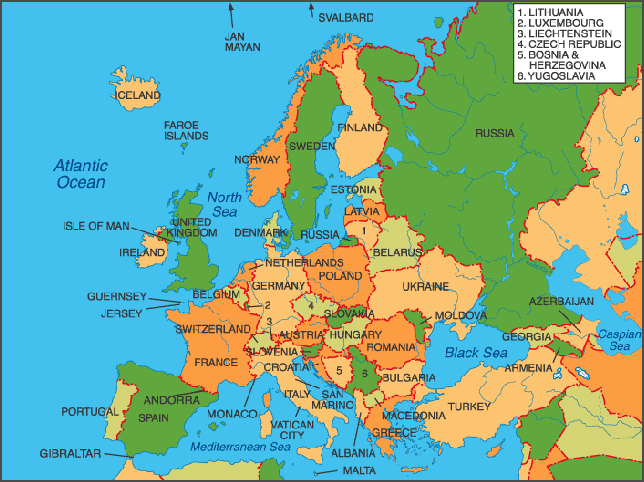 SVALBARD
JAN
MAYAN
1. LITHUANIA
2. LUXEMBOURG
3. LIECHTENSTEIN
4. CZECH REPUBLIC
5. BOSNIA &
HERZEGOVINA
6. YUGOSLAVIA
ICELAND
FAROE
ISLANDS
FINLAND
RUSSIA
SWEDEN
NORWAY
Atlantic
Ocean
North
Sea
ESTONIA
ISLE OF MAN
UNITED
KINGDOM
DENMARK
RUSSIA
LATVIA
1
IRELAND
BELARUS
NETHERLANDS
POLAND
GERMANY
UKRAINE
GUERNSEY
BELGIUM
JERSEY
2
4
SLOVAKIA
MOLDOVA
AZERBAIJAN
SWITZERLAND
3
AUSTRIA
HUNGARY
GEORGIA
Caspian
Sea
FRANCE
SLOVENIA
ROMANIA
Black Sea
CROATIA
5
6
BULGARIA
ARMENIA
ANDORRA
ITALY
SAN
MARINO
PORTUGAL
SPAIN
MONACO
MACEDONIA
TURKEY
VATICAN
CITY
GREECE
GIBRALTAR
Mediterranean Sea
ALBANIA
MALTA